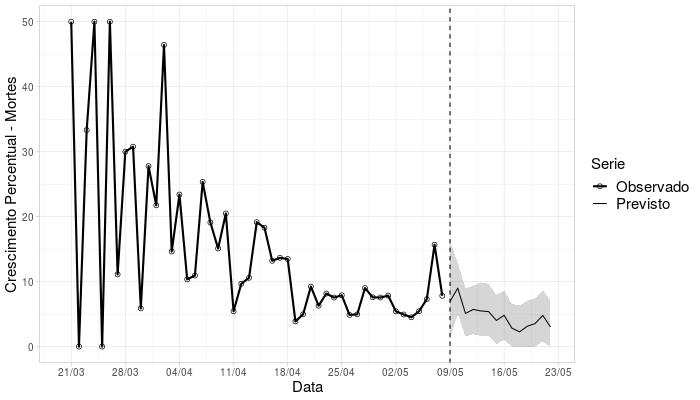 Crescimento Percentual - Mortes
50
40
30
20
10
0
21/03 28/03 04/04 11/04 18/04 25/04 02/05 09/05 16/05 23/05
Data
Serie
Observado
Previsto